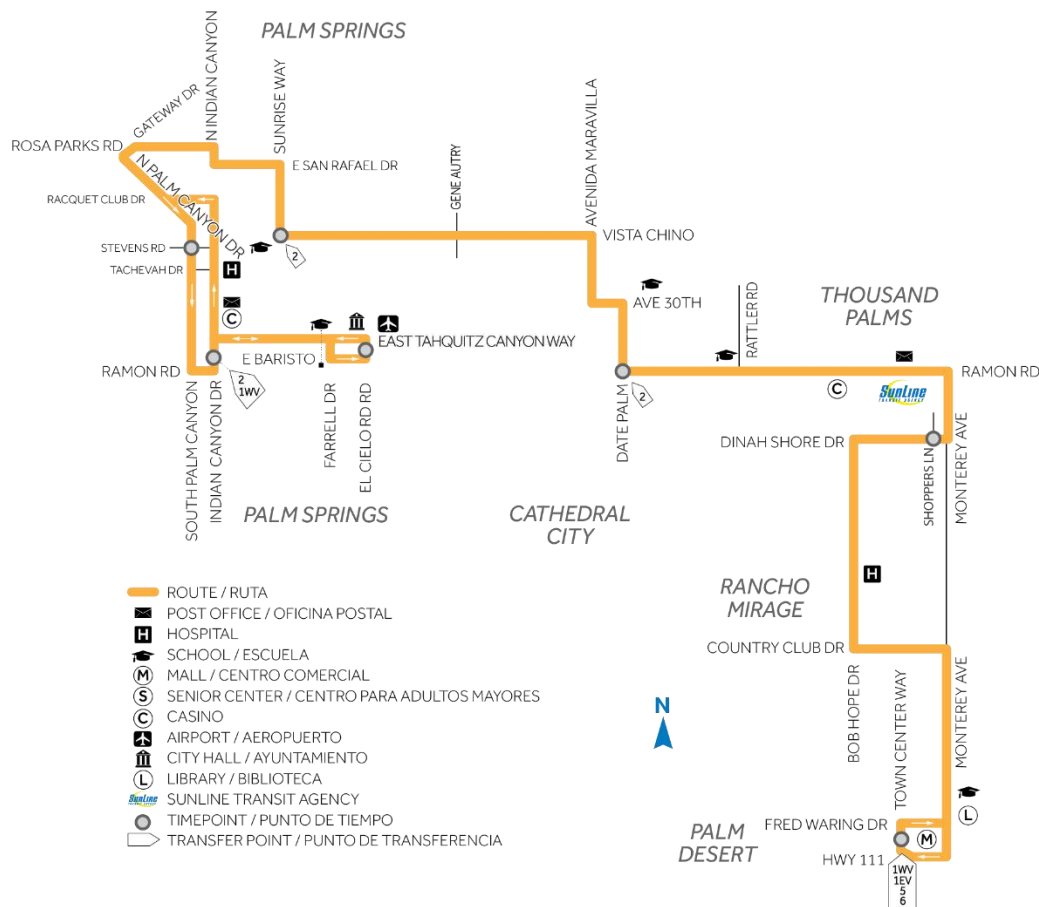 PALM SPRINGS
GATEWAY DR
N INDIAN CANYON
SUNRISE WAY
AVENIDA MARAVILLA
ROSA PARKS RD
N PALM CANYON DR
E SAN RAFAEL DR
GENE AUTRY
RACQUET CLUB DR
STEVENS RD
TACHEVAH DR
H
C
2
VISTA CHINO
AVE 30TH
RATTLER RD
THOUSAND
PALMS
EAST TAHQUITZ CANYON WAY
E BARISTO
RAMON RD
2
1WV
2
C
SunLine
TRANSIT AGENCY
RAMON RD
SOUTH PALM CANYON
INDIAN CANYON DR
FARRELL DR
EL CIELO RD RD
DATE PALM
DINAH SHORE DR
SHOPPERS LN
MONTEREY AVE
PALM SPRINGS
CATHEDRAL
CITY
RANCHO
MIRAGE
H
COUNTRY CLUB DR
BOB HOPE DR
TOWN CENTER WAY
MONTEREY AVE
N
L
FRED WARING DR
M
PALM
DESERT
HWY 111
1WV
1EV
5
6
ROUTE / RUTA
POST OFFICE / OFICINA POSTAL
H HOSPITAL
SCHOOL / ESCUELA
M MALL / CENTRO COMERCIAL
S SENIOR CENTER / CENTRO PARA ADULTOS MAYORES
C CASINO
AIRPORT / AEROPUERTO
CITY HALL / AYUNTAMIENTO
L LIBRARY / BIBLIOTECA
SunLine SUNLINE TRANSIT AGENCY
TIMEPOINT / PUNTO DE TIEMPO
TRANSFER POINT / PUNTO DE TRANSFERENCIA